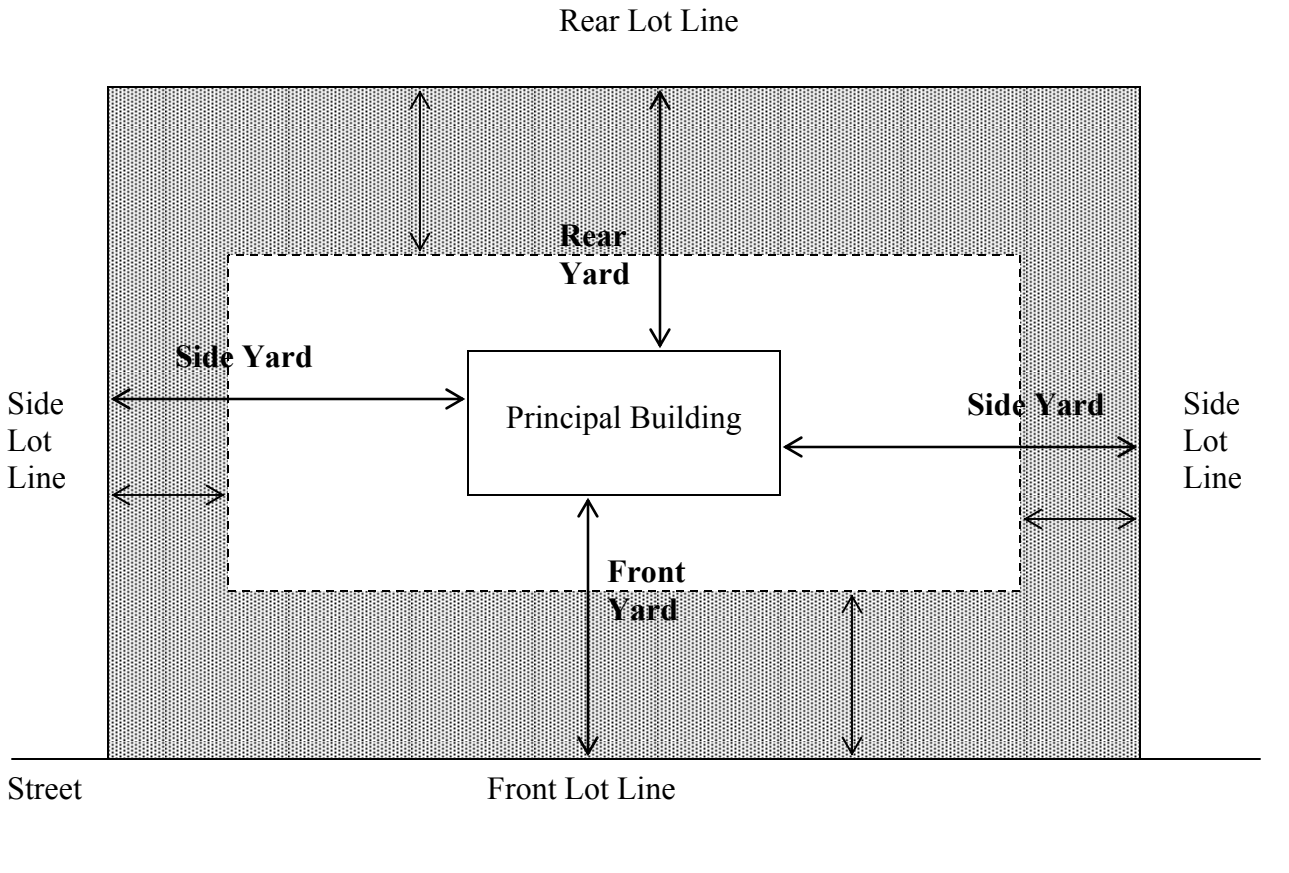 Rear Lot Line
Rear
Yard
Side Yard
Side
Lot
Line
Principal Building
Side Yard
Side
Lot
Line
Front
Yard
Street
Front Lot Line